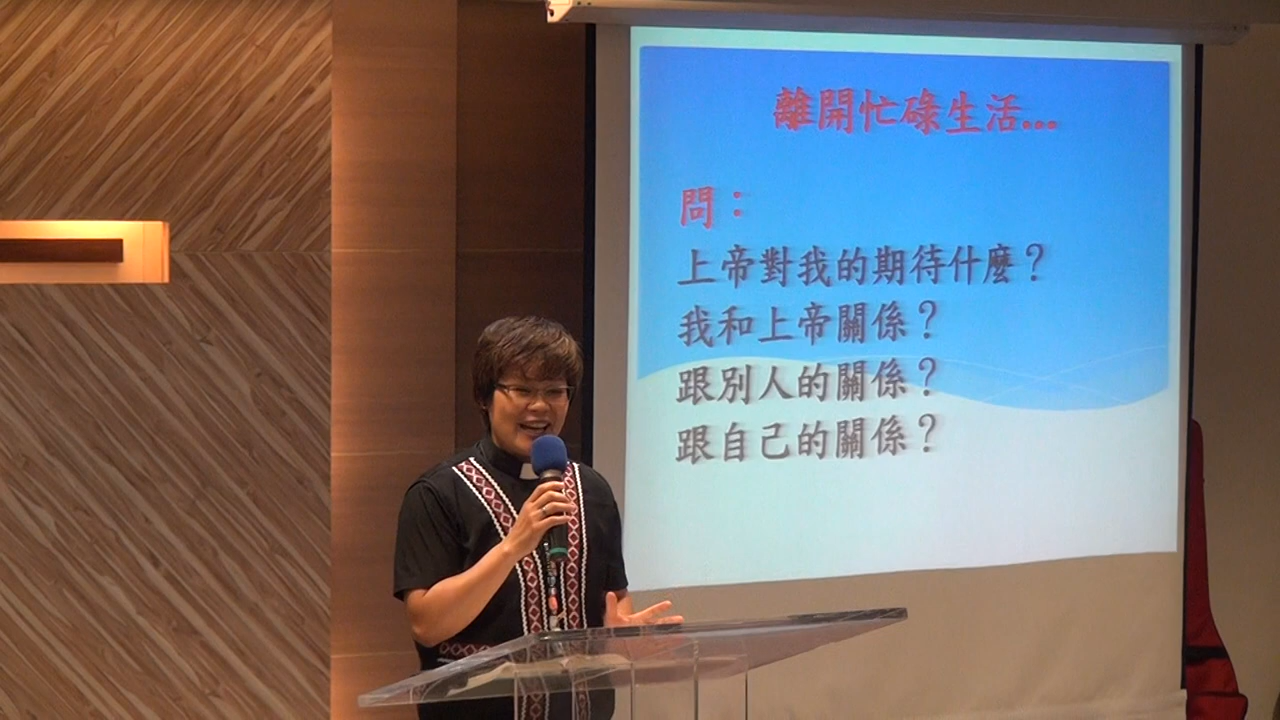 離開忙碌生活...
問：
上帝對我的期待什麼？
我和上帝關係？
跟別人的關係？
跟自己的關係？